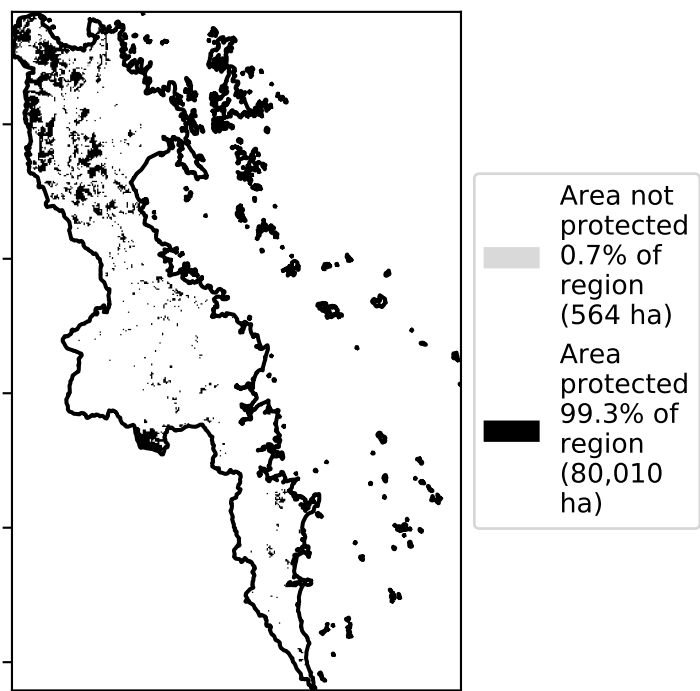 Area not
protected
0.7% of
region
(564 ha)
Area
protected
99.3% of
region
(80,010
ha)